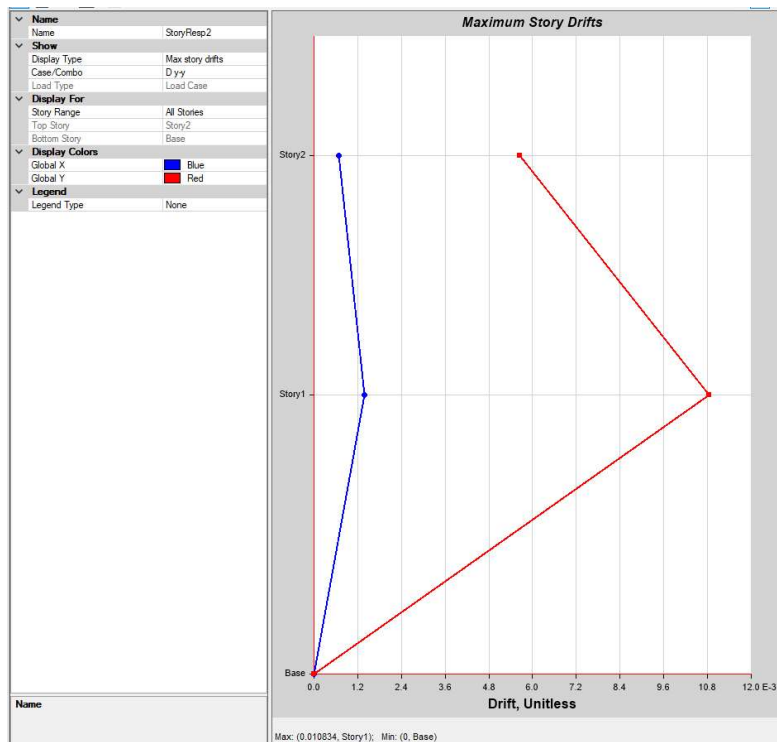 Name
Name StoryResp2
Show
Display Type Max story drifts
Case/Combo D y-y
Load Type Load Case
Display For
Story Range All Stories
Top Story Story2
Bottom Story Base
Display Colors
Global X Blue
Global Y Red
Legend
Legend Type None
Name
Maximum Story Drifts
Story2
Story1
Base
0.0 1.2 2.4 3.6 4.8 6.0 7.2 8.4 9.6 10.8 12.0 E-3
Drift, Unitless
Max: (0.010834, Story1); Min: (0, Base)